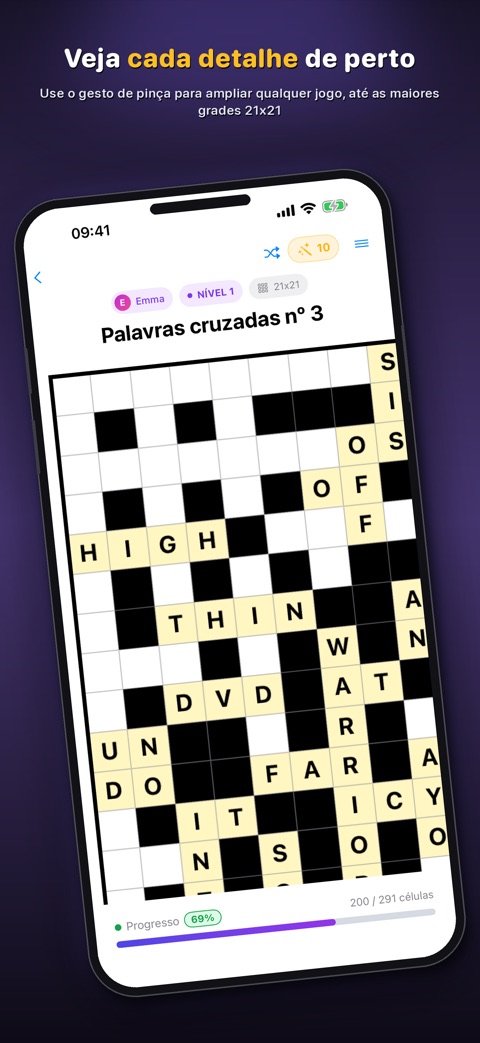 Veja cada detalhe de perto
Use o gesto de pinça para ampliar qualquer jogo, até as maiores
grades 21x21
09:41
10
E Emma
NÍVEL 1
21x21
Palavras cruzadas nº 3
S
I
O S
O F
F
H I G H
T H I N A
W N
D V D A T
U N R
D O F A R A
I T I C Y
N S O O
Progresso 69% 200 / 291 células